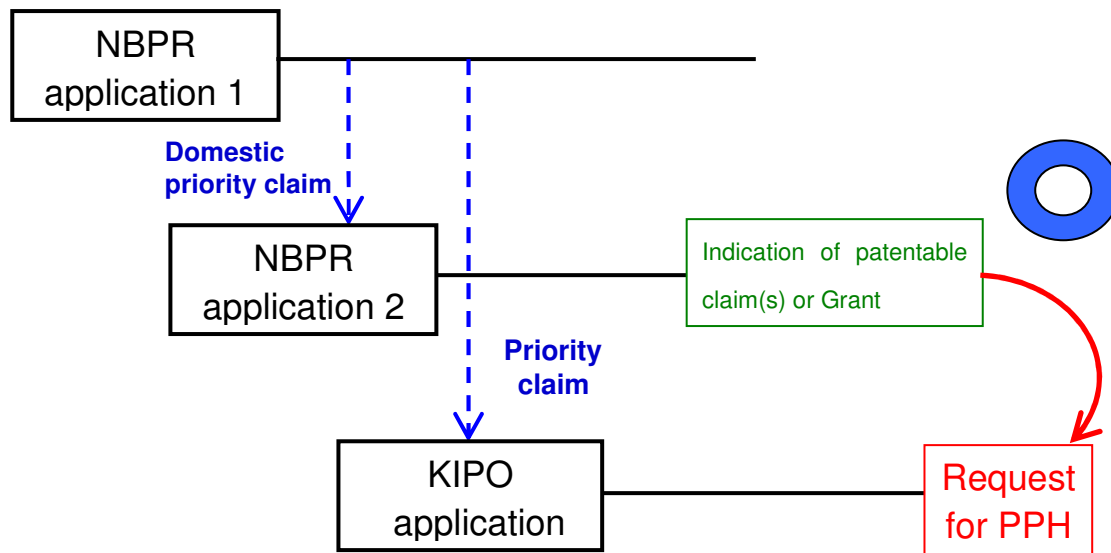 NBPR
application 1
Domestic
priority claim
NBPR
application 2
Indication of patentable
claim(s) or Grant
Priority
claim
KIPO
application
Request
for PPH